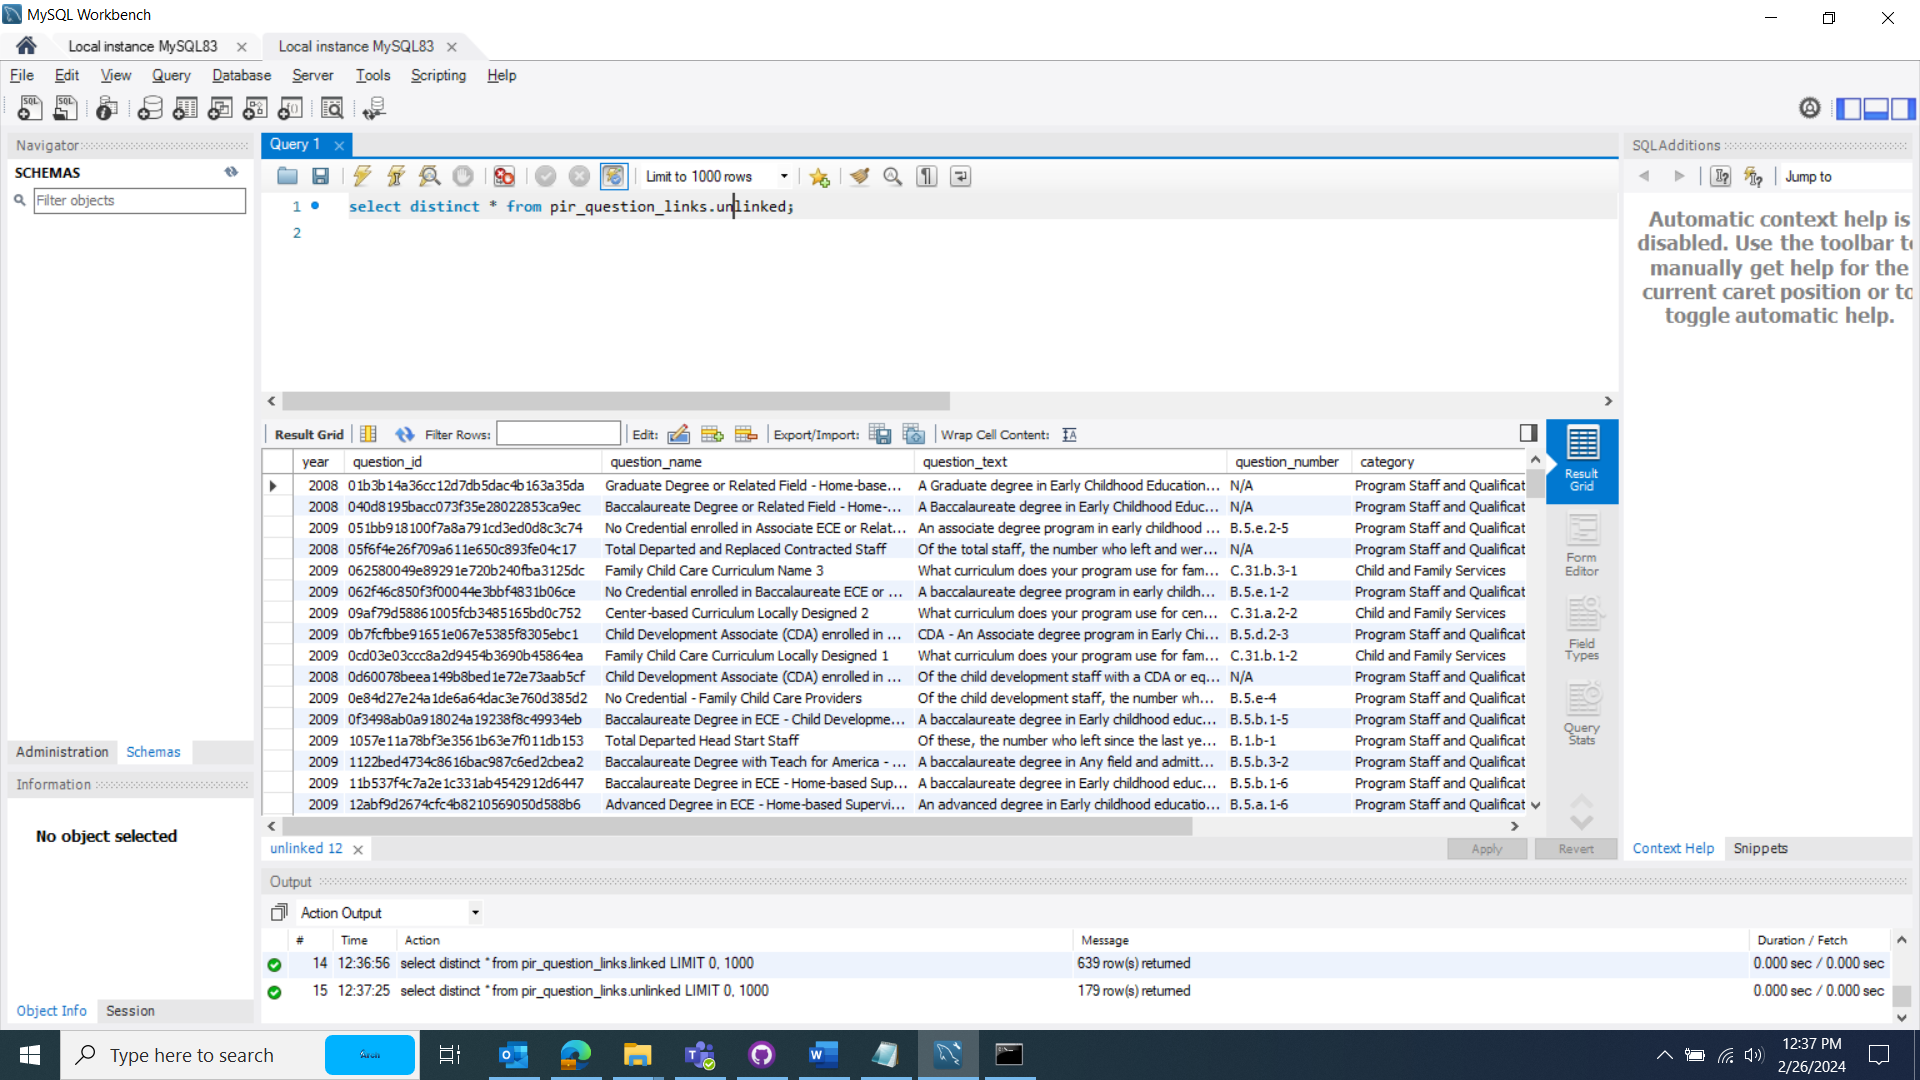 MySQL Workbench
Local instance MySQL83
Local instance MySQL83
File Edit View Query Database Server Tools Scripting Help
Navigator
SCHEMAS
Filter objects
Administration Schemas
Information
No object selected
Object Info Session
Query 1
Limit to 1000 rows
1 select distinct * from pir_question_links.unlinked;
2
Result Grid Filter Rows: Edit: Export/Import: Wrap Cell Content:
year question_id question_name question_text question_number category
2008 01b3b14a36cc12d7db5dac4b163a35da Graduate Degree or Related Field - Home-base... A Graduate degree in Early Childhood Education... N/A Program Staff and Qualificat
2008 040d8195bacc073f35e28022853ca9ec Baccalaureate Degree or Related Field - Home-... A Baccalaureate degree in Early Childhood Educ... N/A Program Staff and Qualificat
2009 051bb918100f7a8a791cd3ed0d8c3c74 No Credential enrolled in Associate ECE or Relat... An associate degree program in early childhood ... B.5.e.2-5 Program Staff and Qualificat
2008 05f6f4e26f709a611e650c893fe04c17 Total Departed and Replaced Contracted Staff Of the total staff, the number who left and wer... N/A Program Staff and Qualificat
2009 062580049e89291e720b240fba3125dc Family Child Care Curriculum Name 3 What curriculum does your program use for fam... C.31.b.3-1 Child and Family Services
2009 062f46c850f3f00044e3bbf4831b06ce No Credential enrolled in Baccalaureate ECE or ... A baccalaureate degree program in early childh... B.5.e.1-2 Program Staff and Qualificat
2009 09af79d58861005fcb3485165bd0c752 Center-based Curriculum Locally Designed 2 What curriculum does your program use for cen... C.31.a.2-2 Child and Family Services
2009 0b7fcfbbe91651e067e5385f8305ebc1 Child Development Associate (CDA) enrolled in ... CDA - An Associate degree program in Early Chi... B.5.d.2-3 Program Staff and Qualificat
2009 0cd03e03ccc8a2d9454b3690b45864ea Family Child Care Curriculum Locally Designed 1 What curriculum does your program use for fam... C.31.b.1-2 Child and Family Services
2008 0d60078beea149b8bed1e72e73aab5cf Child Development Associate (CDA) enrolled in ... Of the child development staff with a CDA or eq... N/A Program Staff and Qualificat
2009 0e84d27e24a1de6a64dac3e760d385d2 No Credential - Family Child Care Providers Of the child development staff, the number wh... B.5.e-4 Program Staff and Qualificat
2009 0f3498ab0a918024a19238f8c49934eb Baccalaureate Degree in ECE - Child Developme... A baccalaureate degree in Early childhood educ... B.5.b.1-5 Program Staff and Qualificat
2009 1057e11a78bf3e3561b63e7f011db153 Total Departed Head Start Staff Of these, the number who left since the last ye... B.1.b-1 Program Staff and Qualificat
2009 1122bed4734c8616bac987c6ed2cbea2 Baccalaureate Degree with Teach for America - ... A baccalaureate degree in Any field and admitt... B.5.b.3-2 Program Staff and Qualificat
2009 11b537f4c7a2e1c331ab4542912d6447 Baccalaureate Degree in ECE - Home-based Sup... A baccalaureate degree in Early childhood educ... B.5.b.1-6 Program Staff and Qualificat
2009 12abf9d2674cfc4b8210569050d588b6 Advanced Degree in ECE - Home-based Supervi... An advanced degree in Early childhood educatio... B.5.a.1-6 Program Staff and Qualificat
Result Grid
Form Editor
Field Types
Query Stats
unlinked 12
Apply Revert
SQLAdditions
Jump to
Automatic context help is
disabled. Use the toolbar t
manually get help for the
current caret position or to
toggle automatic help.
Context Help Snippets
Output
Action Output
# Time Action Message Duration / Fetch
14 12:36:56 select distinct * from pir_question_links.linked LIMIT 0, 1000 639 row(s) returned 0.000 sec / 0.000 sec
15 12:37:25 select distinct * from pir_question_links.unlinked LIMIT 0, 1000 179 row(s) returned 0.000 sec / 0.000 sec
Type here to search
12:37 PM
2/26/2024